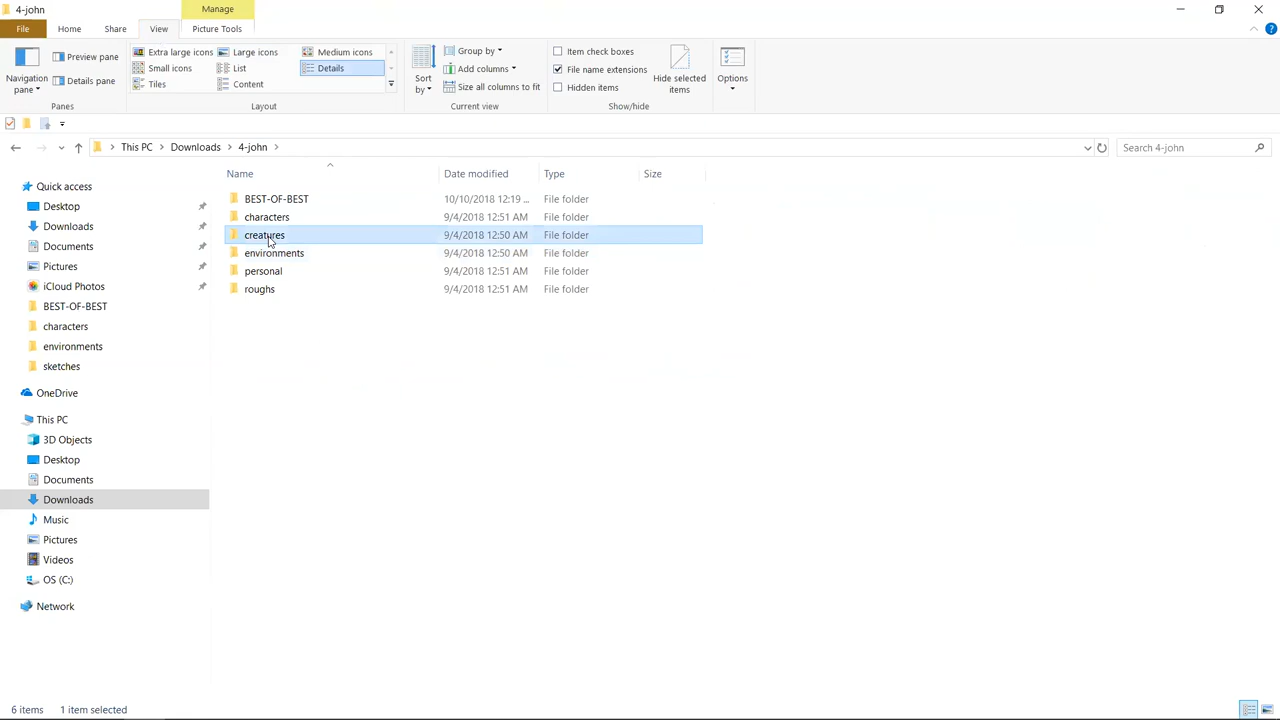 4-john
Manage
File
Home
Share
View
Picture Tools
Preview pane
Details pane
Navigation
pane
Panes
Extra large icons
Large icons
Medium icons
Small icons
List
Details
Tiles
Content
Layout
Sort
by
Group by
Add columns
Size all columns to fit
Current view
Item check boxes
File name extensions
Hidden items
Hide selected
items
Show/hide
Options
This PC
Downloads
4-john
Search 4-john
Name
Date modified
Type
Size
Quick access
Desktop
Downloads
Documents
Pictures
iCloud Photos
BEST-OF-BEST
characters
environments
sketches
OneDrive
This PC
3D Objects
Desktop
Documents
Downloads
Music
Pictures
Videos
OS (C:)
Network
BEST-OF-BEST 10/10/2018 12:19 ... File folder
characters 9/4/2018 12:51 AM File folder
creatures 9/4/2018 12:50 AM File folder
environments 9/4/2018 12:50 AM File folder
personal 9/4/2018 12:51 AM File folder
roughs 9/4/2018 12:51 AM File folder
6 items 1 item selected